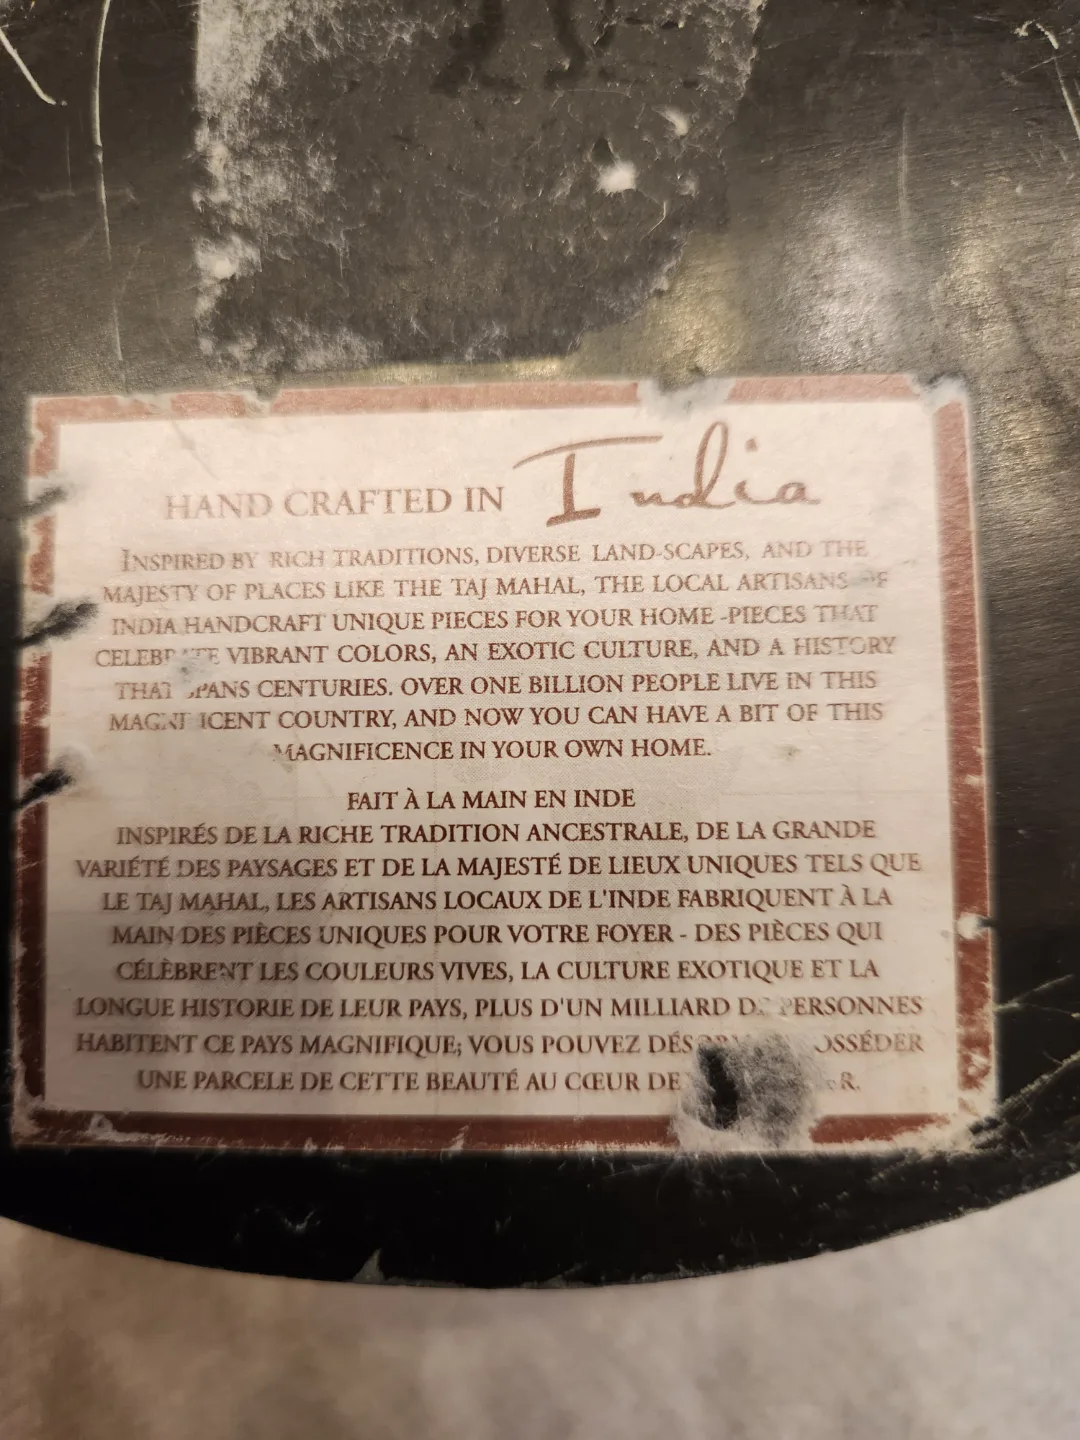 HAND CRAFTED IN India
INSPIRED BY RICH TRADITIONS, DIVERSE LAND-SCAPES, AND THE
MAJESTY OF PLACES LIKE THE TAJ MAHAL, THE LOCAL ARTISANS OF
INDIA HANDCRAFT UNIQUE PIECES FOR YOUR HOME -PIECES THAT
CELEBRATE VIBRANT COLORS, AN EXOTIC CULTURE, AND A HISTORY
THAT SPANS CENTURIES. OVER ONE BILLION PEOPLE LIVE IN THIS
MAGNIFICENT COUNTRY, AND NOW YOU CAN HAVE A BIT OF THIS
MAGNIFICENCE IN YOUR OWN HOME.
FAIT À LA MAIN EN INDE
INSPIRÉS DE LA RICHE TRADITION ANCESTRALE, DE LA GRANDE
VARIÉTÉ DES PAYSAGES ET DE LA MAJESTÉ DE LIEUX UNIQUES TELS QUE
LE TAJ MAHAL, LES ARTISANS LOCAUX DE L'INDE FABRIQUENT À LA
MAIN DES PIÈCES UNIQUES POUR VOTRE FOYER - DES PIÈCES QUI
CÉLÈBRENT LES COULEURS VIVES, LA CULTURE EXOTIQUE ET LA
LONGUE HISTORIE DE LEUR PAYS, PLUS D'UN MILLIARD DE PERSONNES
HABITENT CE PAYS MAGNIFIQUE; VOUS POUVEZ POSSÉDER
UNE PARCELE DE CETTE BEAUTÉ AU CŒUR DE